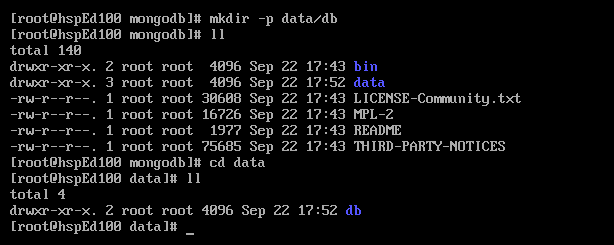 [root@hspEd100 mongodb]# mkdir -p data/db
[root@hspEd100 mongodb]# ll
total 140
drwxr-xr-x. 2 root root  4096 Sep 22 17:43 bin
drwxr-xr-x. 3 root root  4096 Sep 22 17:52 data
-rw-r--r--. 1 root root 30608 Sep 22 17:43 LICENSE-Community.txt
-rw-r--r--. 1 root root 16726 Sep 22 17:43 MPL-2
-rw-r--r--. 1 root root  1977 Sep 22 17:43 README
-rw-r--r--. 1 root root 75685 Sep 22 17:43 THIRD-PARTY-NOTICES
[root@hspEd100 mongodb]# cd data
[root@hspEd100 data]# ll
total 4
drwxr-xr-x. 2 root root 4096 Sep 22 17:52 db
[root@hspEd100 data]# _